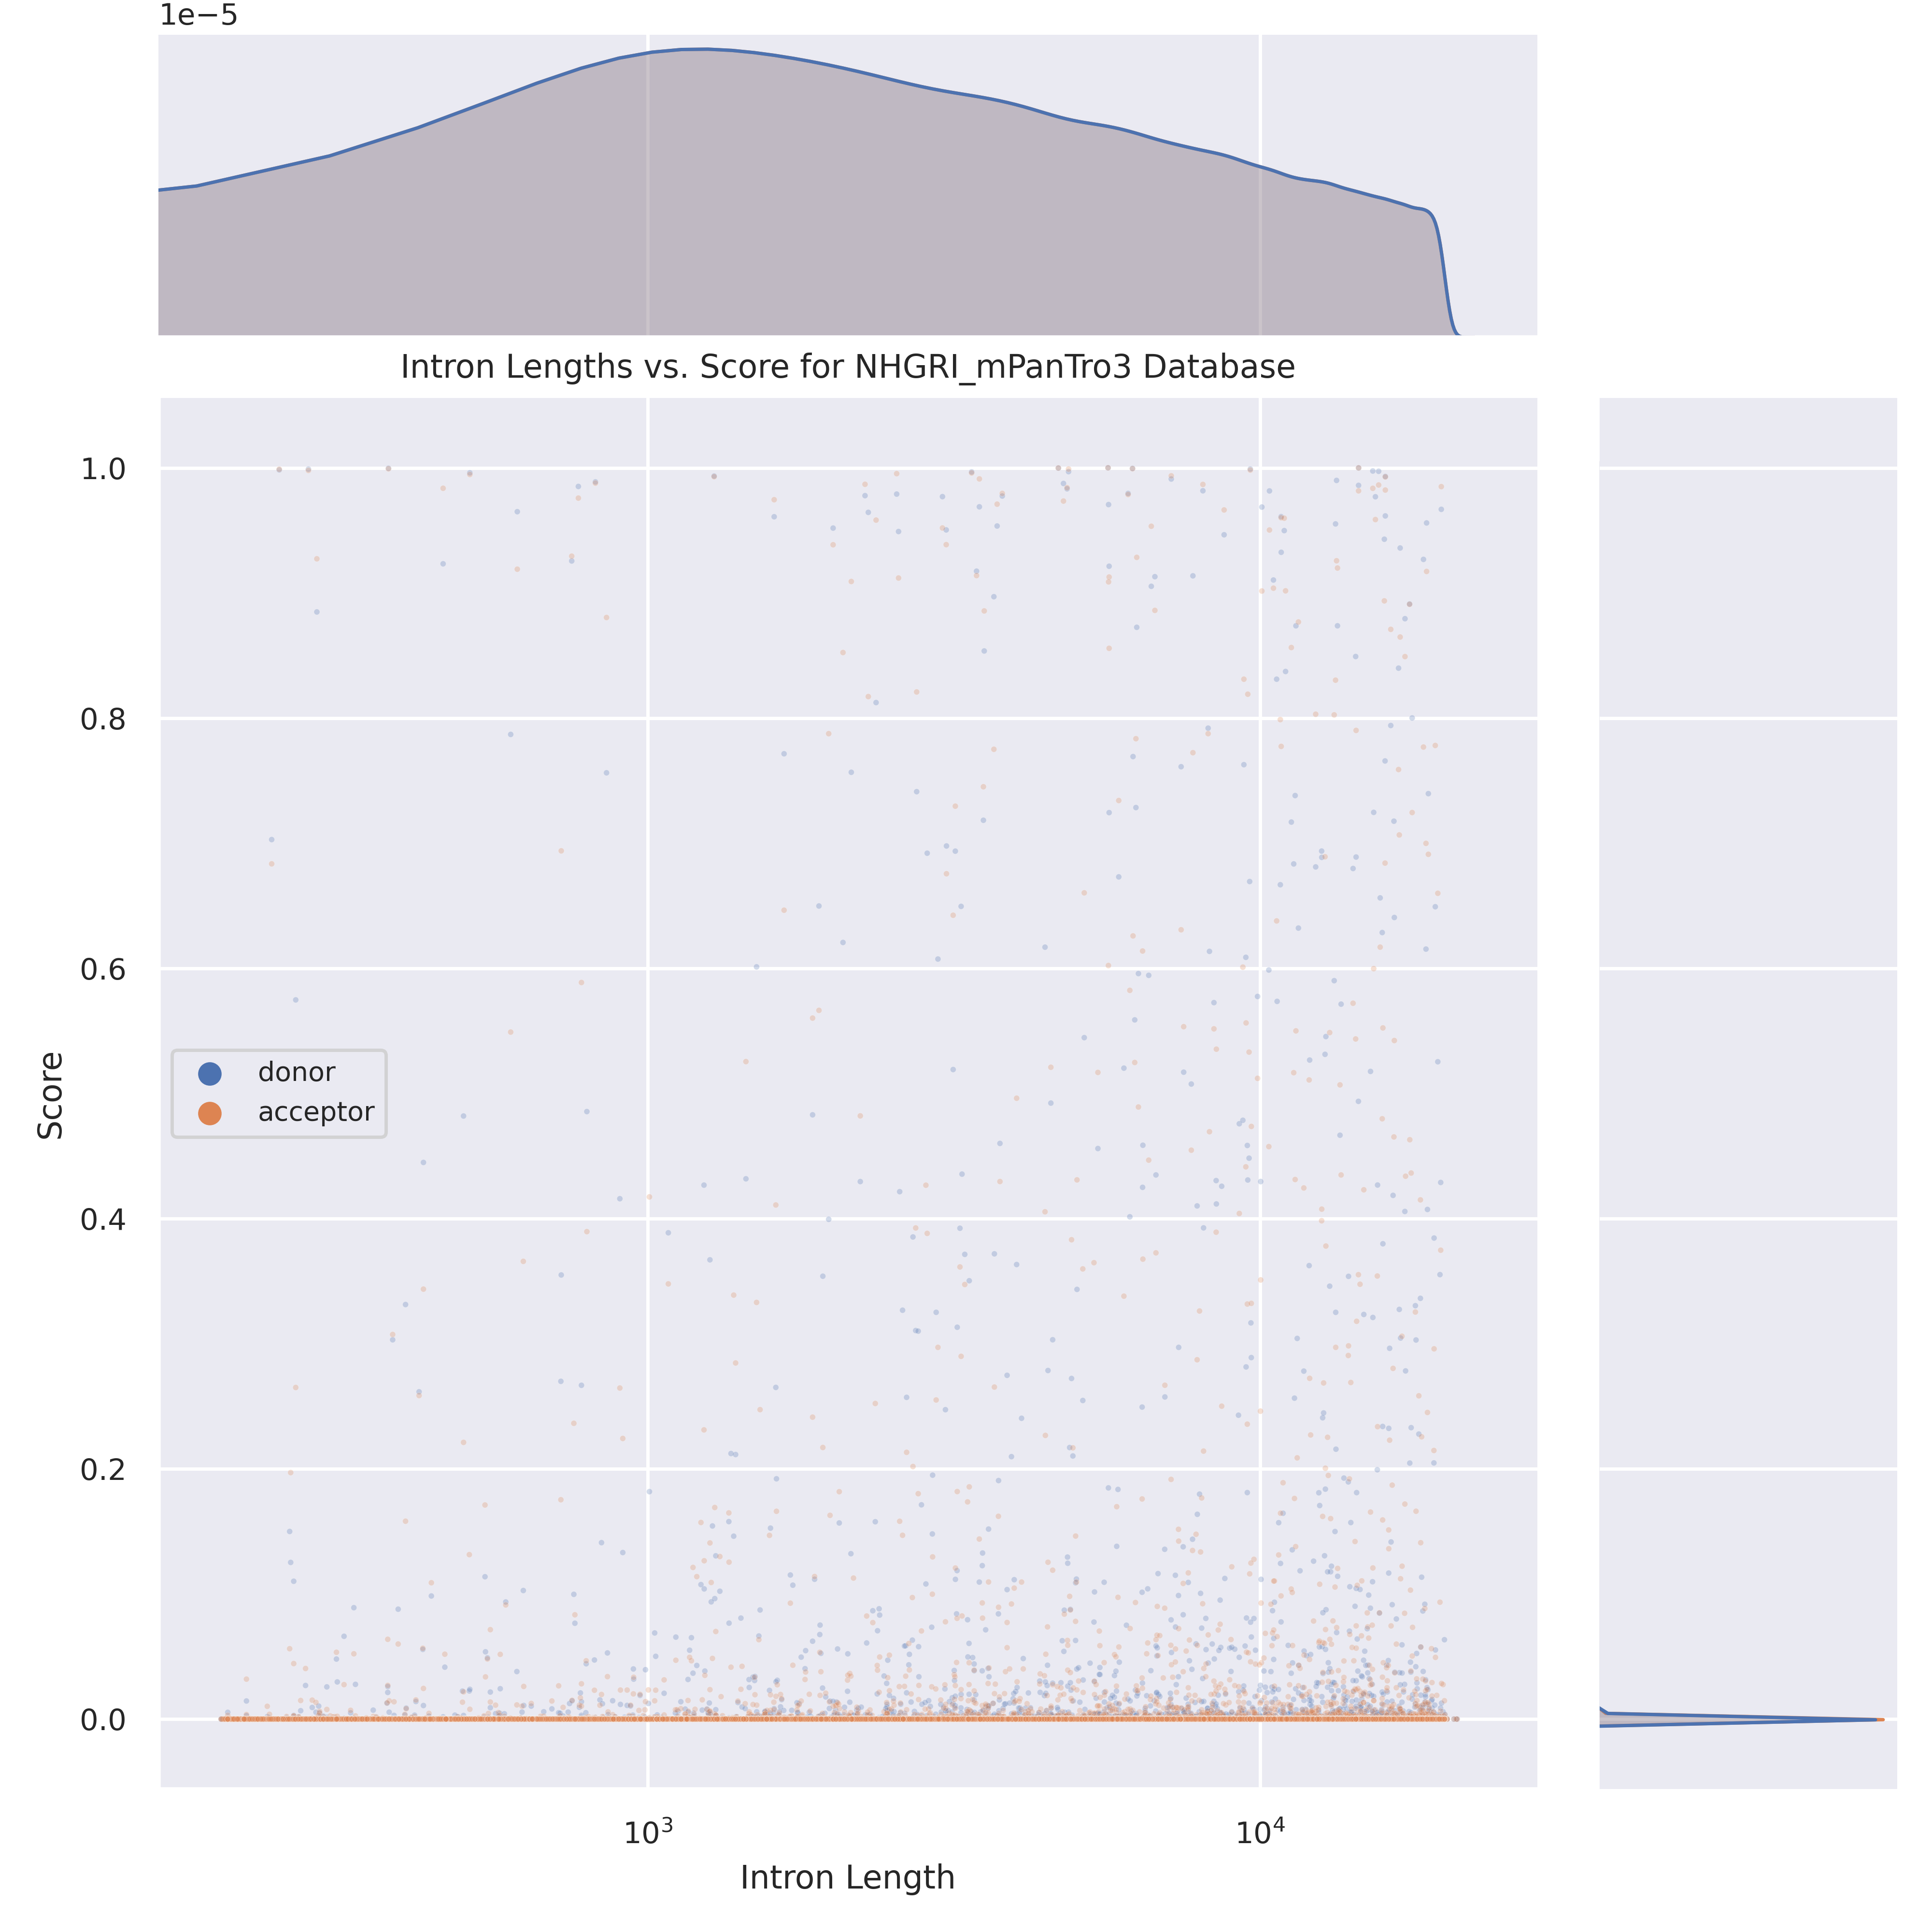 1e−5
Intron Lengths vs. Score for NHGRI_mPanTro3 Database
1.0
0.8
0.6
donor
acceptor
Score
0.4
0.2
0.0
10³
10⁴
Intron Length